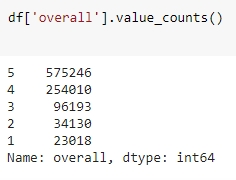 df['overall'].value_counts()
5    575246
4    254010
3     96193
2     34130
1     23018
Name: overall, dtype: int64